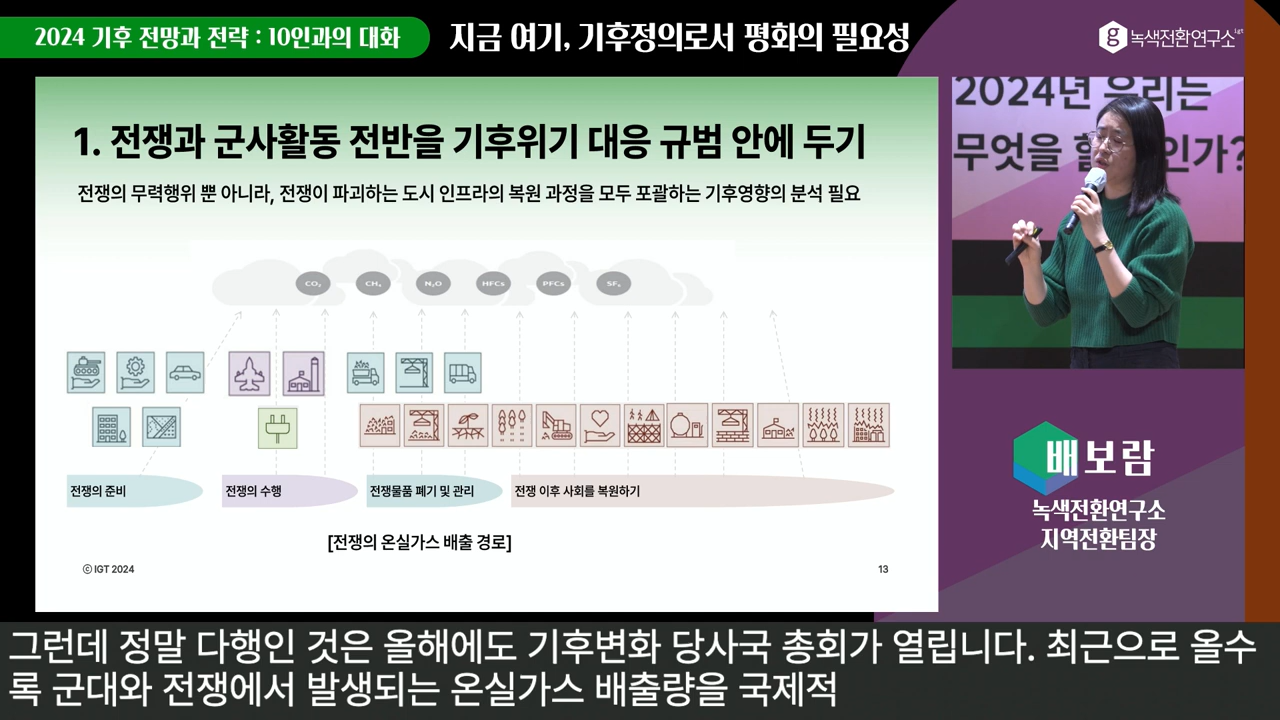 2024 기후 전망과 전략 : 10인과의 대화
지금 여기, 기후정의로서 평화의 필요성
녹색전환연구소
igt
1. 전쟁과 군사활동 전반을 기후위기 대응 규범 안에 두기
전쟁의 무력행위 뿐 아니라, 전쟁이 파괴하는 도시 인프라의 복원 과정을 모두 포괄하는 기후영향의 분석 필요
CO₂ CH₄ N₂O HFCs PFCs SF₆
전쟁의 준비
전쟁의 수행
전쟁물품 폐기 및 관리
전쟁 이후 사회를 복원하기
[전쟁의 온실가스 배출 경로]
ⓒ IGT 2024
13
2024년 우리는
무엇을 할 인가?
배보람
녹색전환연구소
지역전환팀장
그런데 정말 다행인 것은 올해에도 기후변화 당사국 총회가 열립니다. 최근으로 올수
록 군대와 전쟁에서 발생되는 온실가스 배출량을 국제적